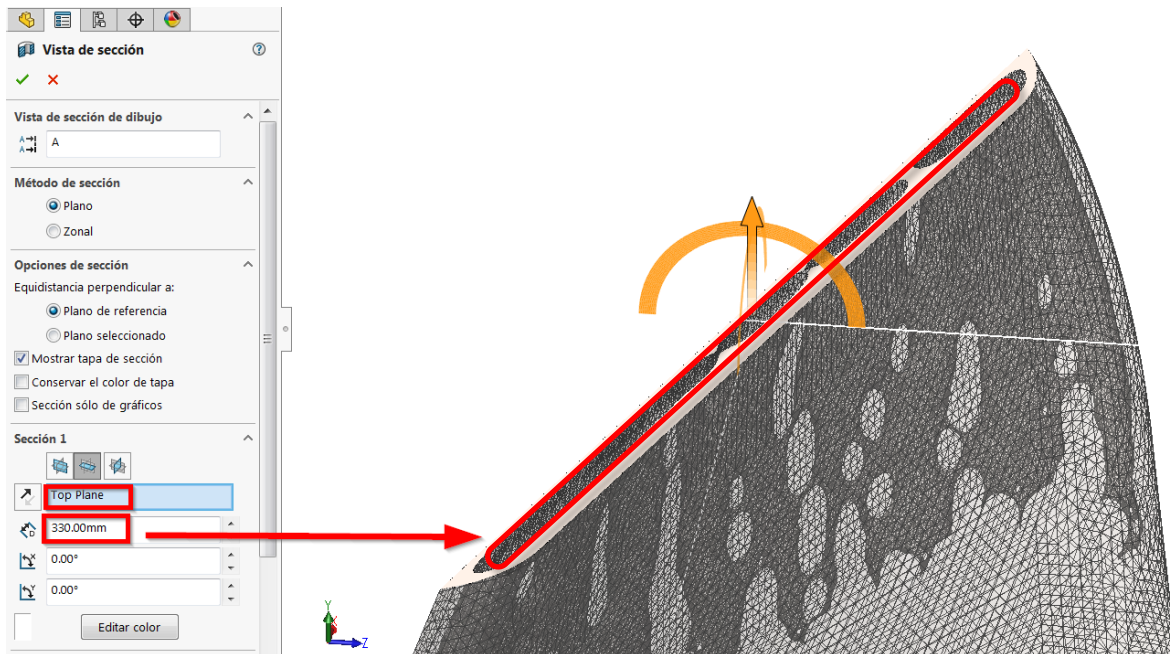 Vista de sección
Vista de sección de dibujo
A
Método de sección
Plano
Zonal
Opciones de sección
Equidistancia perpendicular a:
Plano de referencia
Plano seleccionado
Mostrar tapa de sección
Conservar el color de tapa
Sección sólo de gráficos
Sección 1
Top Plane
330.00mm
0.00°
0.00°
Editar color
Y
X
Z